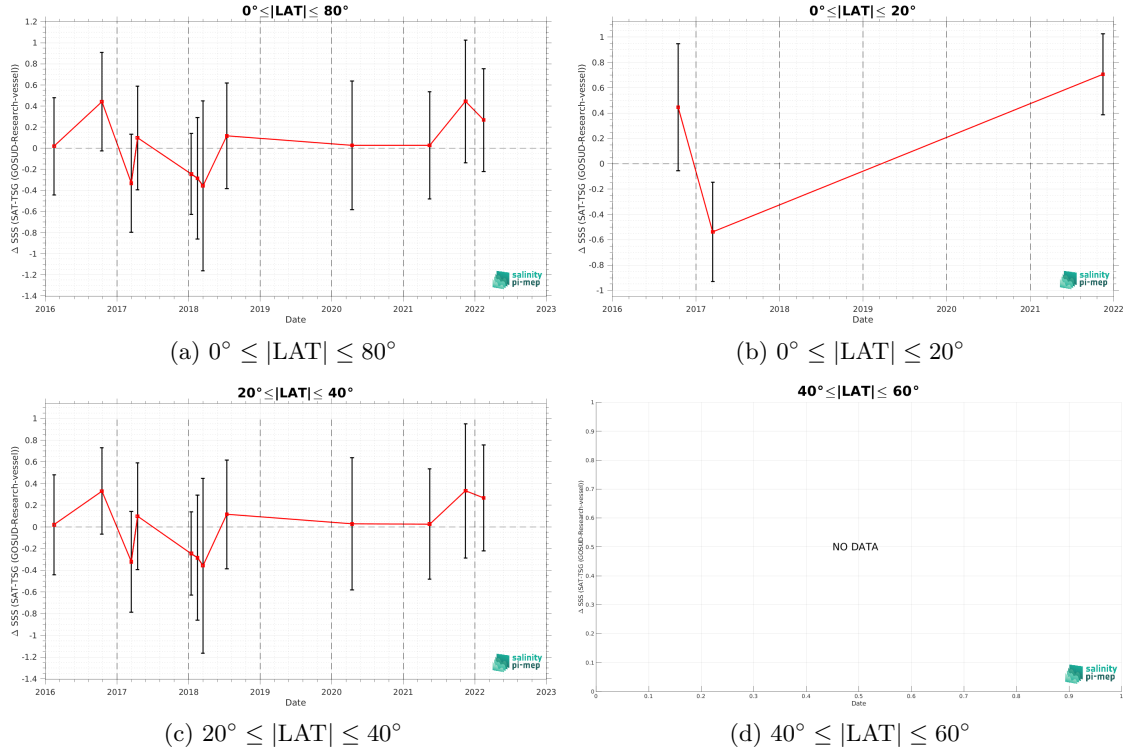 0°≤|LAT|≤ 80°
Δ SSS (SAT-TSG (GOSUD-Research-vessel))
1.2
1
0.8
0.6
0.4
0.2
0
-0.2
-0.4
-0.6
-0.8
-1
-1.2
-1.4
2016 2017 2018 2019 2020 2021 2022 2023
Date
salinity
pi-mep
(a) 0° ≤ |LAT| ≤ 80°
0°≤|LAT|≤ 20°
Δ SSS (SAT-TSG (GOSUD-Research-vessel))
1
0.8
0.6
0.4
0.2
0
-0.2
-0.4
-0.6
-0.8
-1
2016 2017 2018 2019 2020 2021 2022
Date
salinity
pi-mep
(b) 0° ≤ |LAT| ≤ 20°
20°≤|LAT|≤ 40°
Δ SSS (SAT-TSG (GOSUD-Research-vessel))
1
0.8
0.6
0.4
0.2
0
-0.2
-0.4
-0.6
-0.8
-1
-1.2
-1.4
2016 2017 2018 2019 2020 2021 2022 2023
Date
salinity
pi-mep
(c) 20° ≤ |LAT| ≤ 40°
40°≤|LAT|≤ 60°
Δ SSS (SAT-TSG (GOSUD-Research-vessel))
1
0.9
0.8
0.7
0.6
0.5
0.4
0.3
0.2
0.1
0
NO DATA
0 0.1 0.2 0.3 0.4 0.5 0.6 0.7 0.8 0.9 1
Date
salinity
pi-mep
(d) 40° ≤ |LAT| ≤ 60°